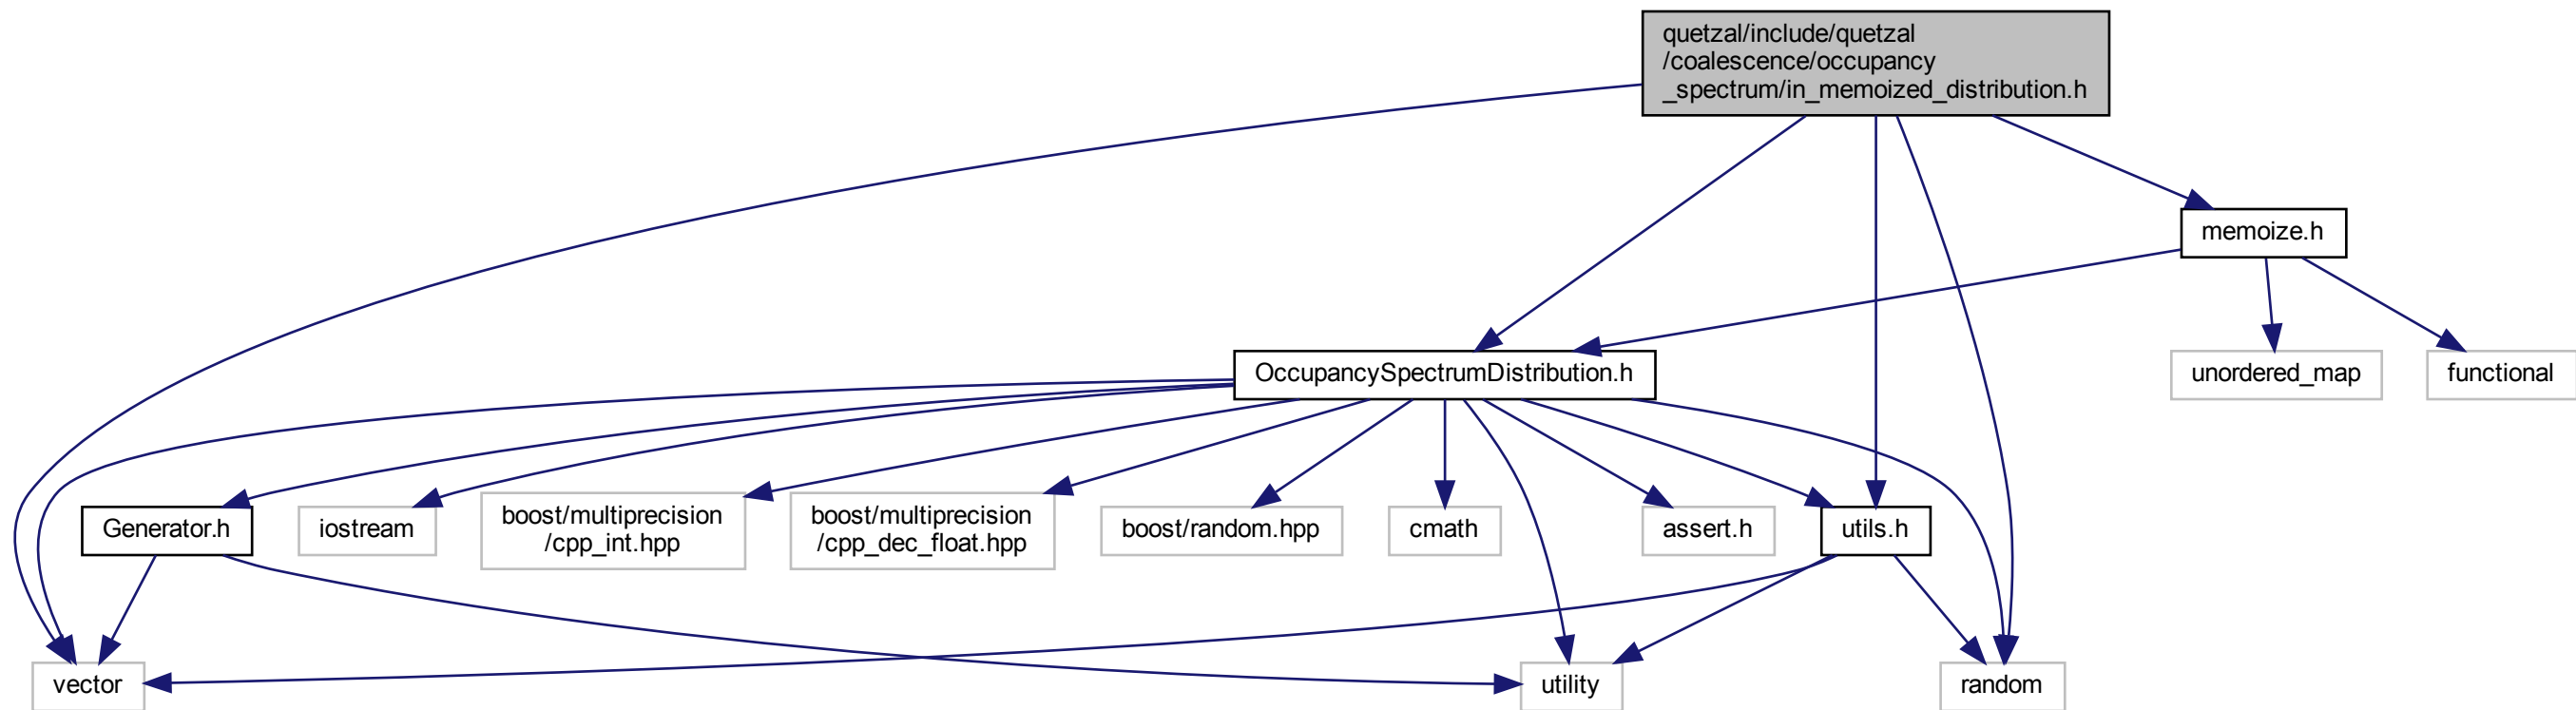 quetzal/include/quetzal
/coalescence/occupancy
_spectrum/in_memoized_distribution.h
memoize.h
OccupancySpectrumDistribution.h
unordered_map
functional
Generator.h
iostream
boost/multiprecision
/cpp_int.hpp
boost/multiprecision
/cpp_dec_float.hpp
boost/random.hpp
cmath
assert.h
utils.h
vector
utility
random